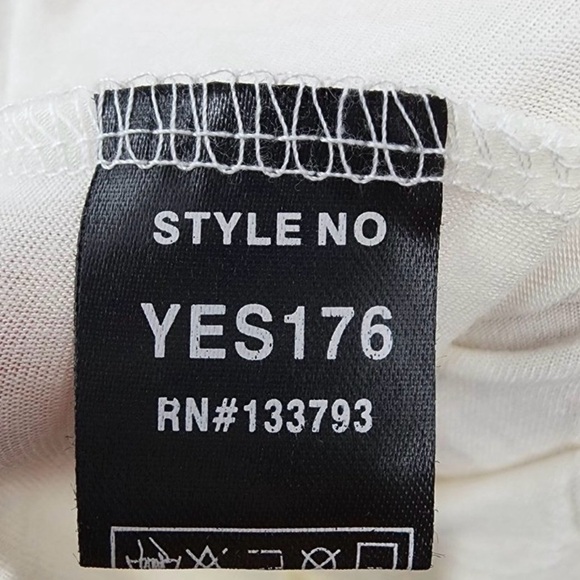 STYLE NO
YES176
RN#133793